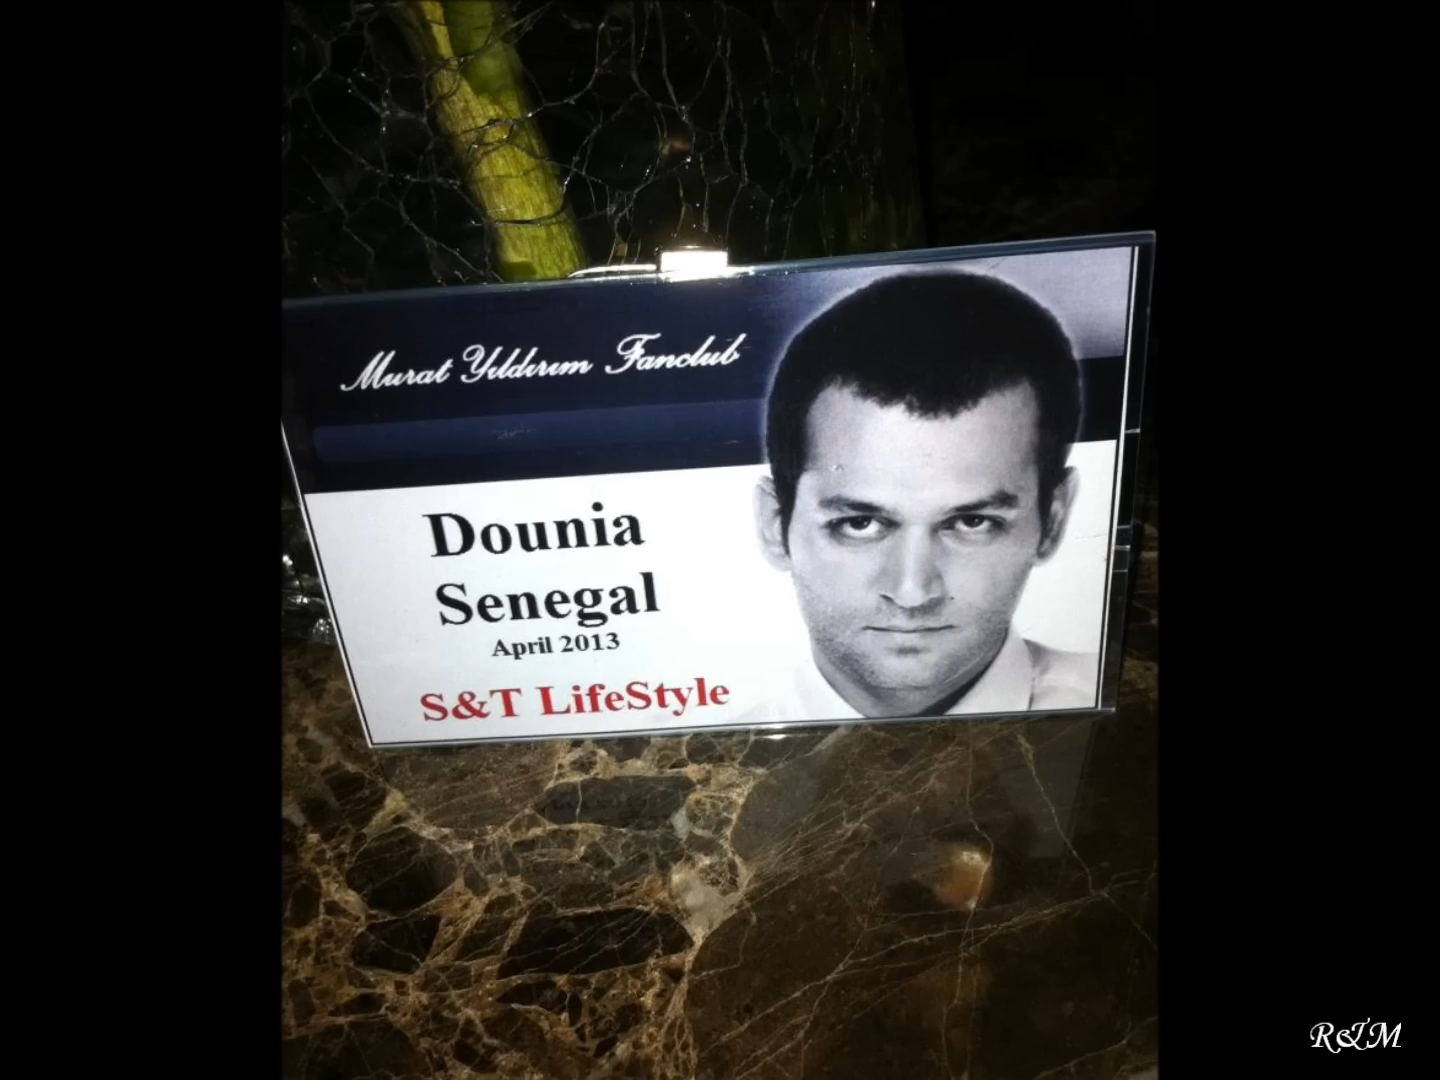 Murat Yıldırım Fanclub
Dounia
Senegal
April 2013
S&T LifeStyle
R&M